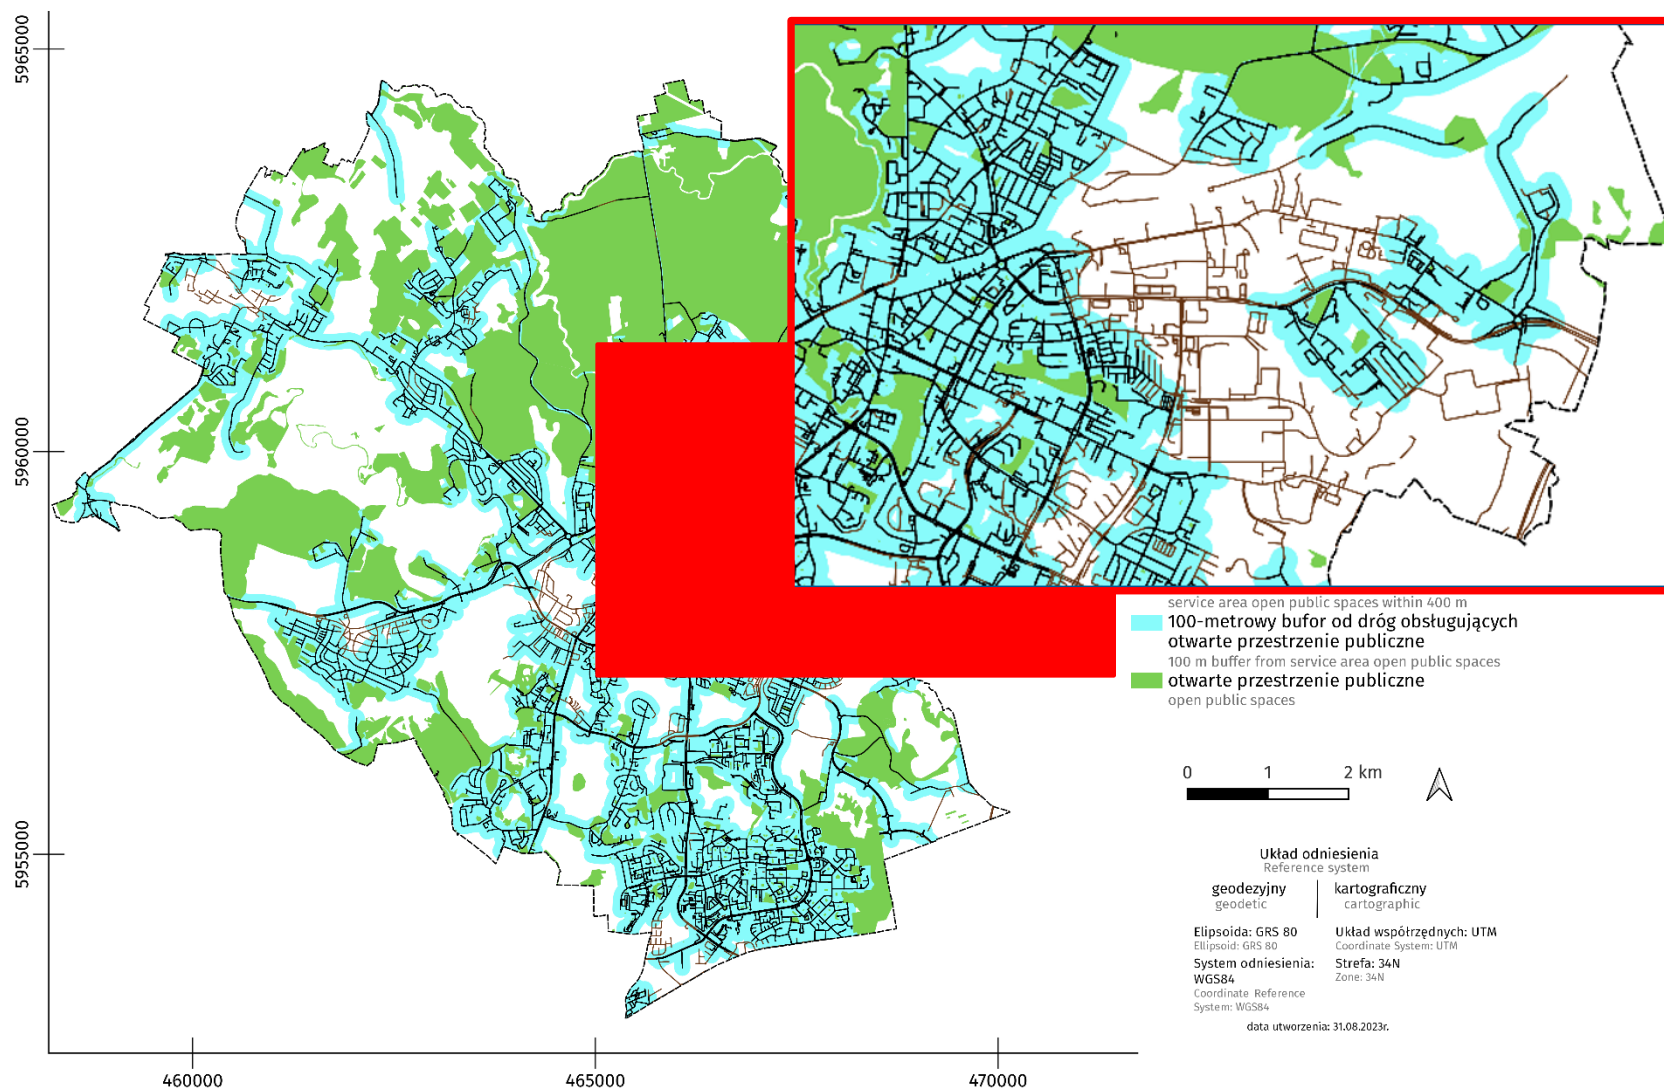 5965000
5960000
5955000
460000
465000
470000
service area open public spaces within 400 m
100-metrowy bufor od dróg obsługujących
otwarte przestrzenie publiczne
100 m buffer from service area open public spaces
otwarte przestrzenie publiczne
open public spaces
0 1 2 km
Układ odniesienia
Reference system
geodezyjny kartograficzny
geodetic cartographic
Elipsoida: GRS 80 Układ współrzędnych: UTM
Ellipsoid: GRS 80 Coordinate System: UTM
System odniesienia: Strefa: 34N
WGS84 Zone: 34N
Coordinate Reference
System: WGS84
data utworzenia: 31.08.2023r.